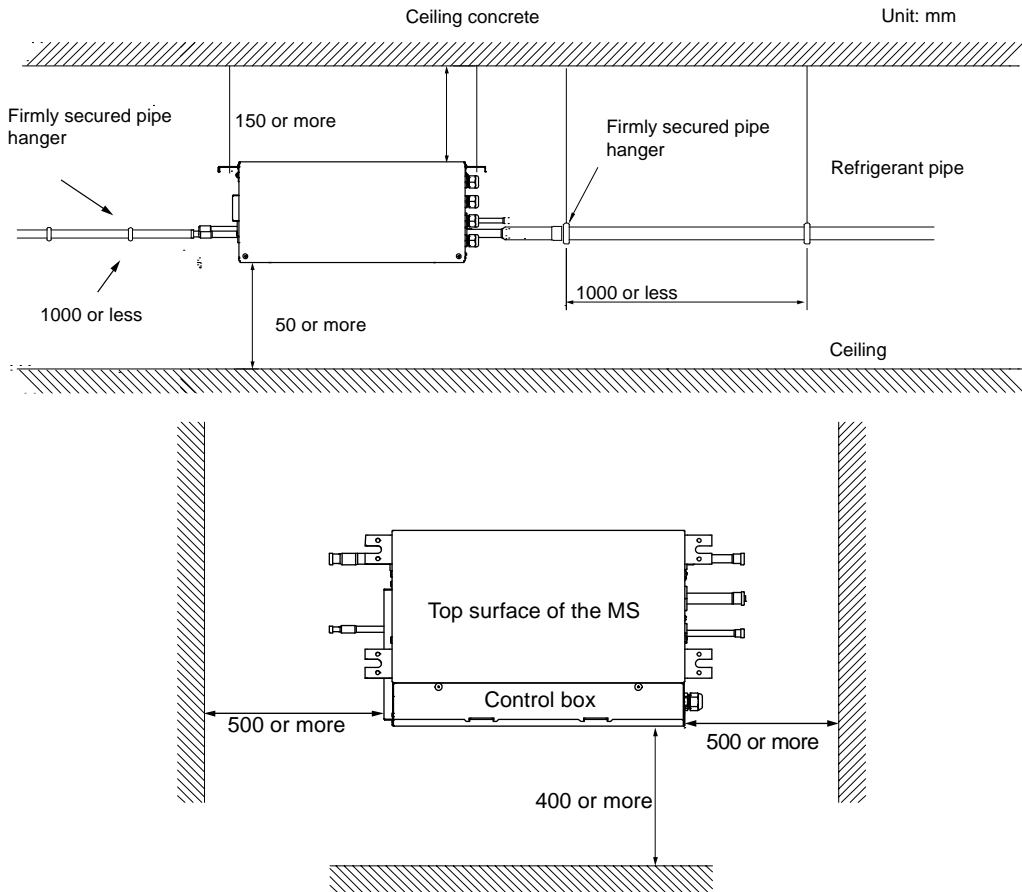 Ceiling concrete
Unit: mm
Firmly secured pipe
hanger
150 or more
Firmly secured pipe
hanger
Refrigerant pipe
1000 or less
1000 or less
50 or more
Ceiling
Top surface of the MS
Control box
500 or more
500 or more
400 or more